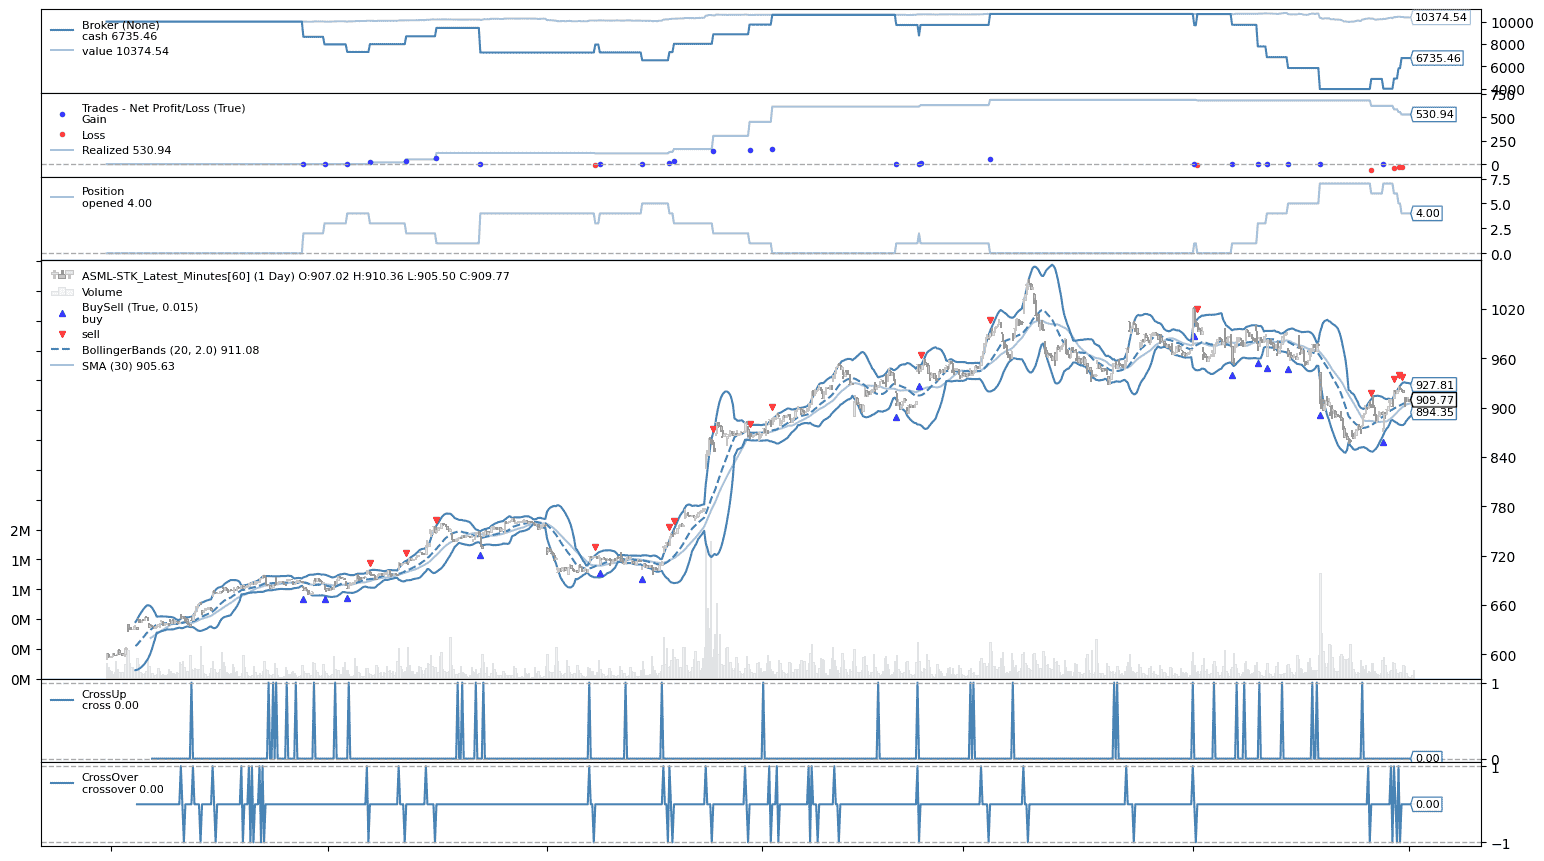 Broker (None)
cash 6735.46
value 10374.54
10374.54
10000
8000
6735.46
6000
4000
Trades - Net Profit/Loss (True)
Gain
Loss
Realized 530.94
750
530.94
500
250
0
Position
opened 4.00
7.5
5.0
4.00
2.5
0.0
ASML-STK_Latest_Minutes[60] (1 Day) O:907.02 H:910.36 L:905.50 C:909.77
Volume
BuySell (True, 0.015)
buy
sell
BollingerBands (20, 2.0) 911.08
SMA (30) 905.63
1020
960
927.81
909.77
900
894.35
840
780
720
660
600
2M
1M
1M
0M
0M
0M
CrossUp
cross 0.00
1
0.00
0
CrossOver
crossover 0.00
1
0.00
−1